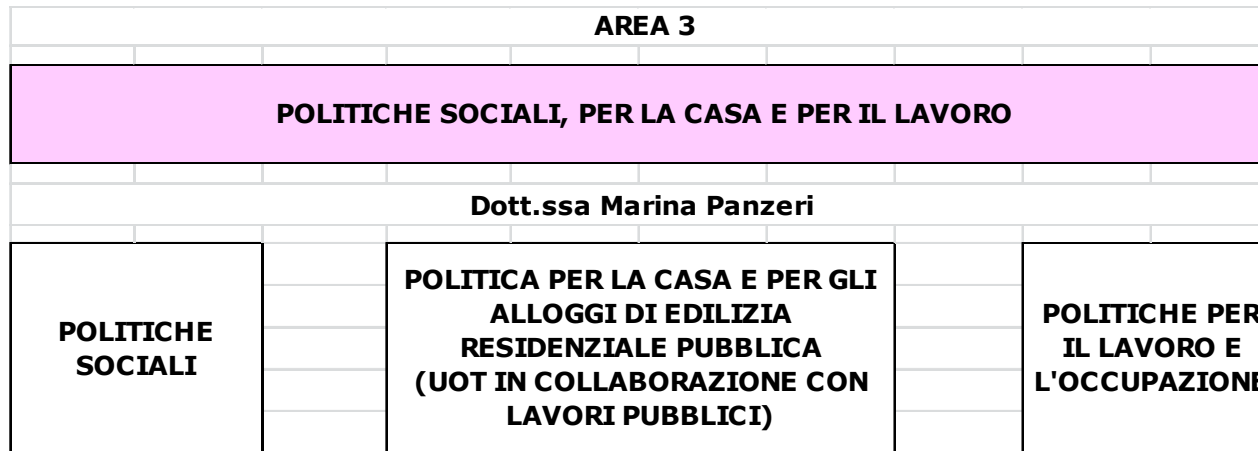 AREA 3
POLITICHE SOCIALI, PER LA CASA E PER IL LAVORO
Dott.ssa Marina Panzeri
POLITICHE
SOCIALI
POLITICA PER LA CASA E PER GLI
ALLOGGI DI EDILIZIA
RESIDENZIALE PUBBLICA
(UOT IN COLLABORAZIONE CON
LAVORI PUBBLICI)
POLITICHE PER
IL LAVORO E
L'OCCUPAZIONE